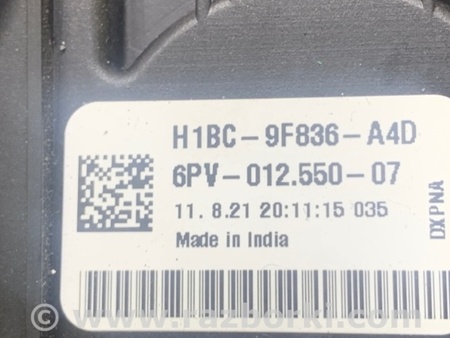 H1BC-9F836-A4D
6PV-012.550-07
11. 8.21 20:11:15 035
Made in India
DXPNA
© www.razborki.com